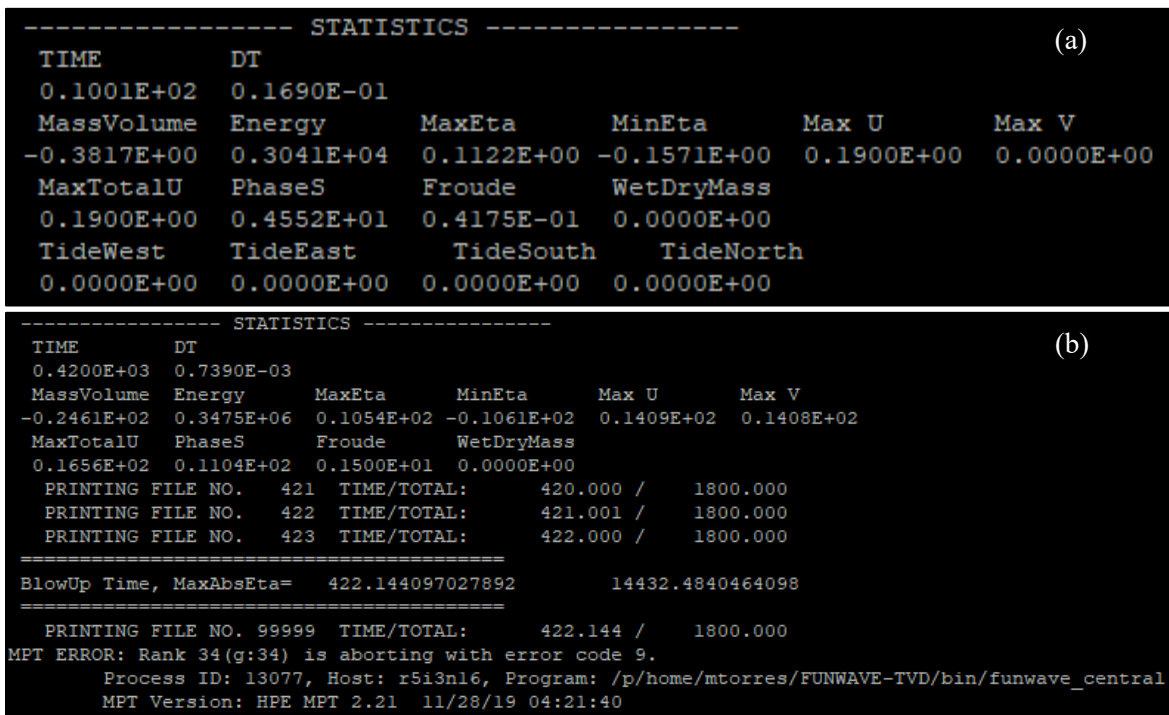 ----------------- STATISTICS ----------------
(a)
TIME DT
0.1001E+02 0.1690E-01
MassVolume Energy MaxEta MinEta Max U Max V
-0.3817E+00 0.3041E+04 0.1122E+00 -0.1571E+00 0.1900E+00 0.0000E+00
MaxTotalU PhaseS Froude WetDryMass
0.1900E+00 0.4552E+01 0.4175E-01 0.0000E+00
TideWest TideEast TideSouth TideNorth
0.0000E+00 0.0000E+00 0.0000E+00 0.0000E+00
----------------- STATISTICS ----------------
(b)
TIME DT
0.4200E+03 0.7390E-03
MassVolume Energy MaxEta MinEta Max U Max V
-0.2461E+02 0.3475E+06 0.1054E+02 -0.1061E+02 0.1409E+02 0.1408E+02
MaxTotalU PhaseS Froude WetDryMass
0.1656E+02 0.1104E+02 0.1500E+01 0.0000E+00
PRINTING FILE NO. 421 TIME/TOTAL: 420.000 / 1800.000
PRINTING FILE NO. 422 TIME/TOTAL: 421.001 / 1800.000
PRINTING FILE NO. 423 TIME/TOTAL: 422.000 / 1800.000
=========================================
BlowUp Time, MaxAbsEta= 422.144097027892 14432.4840464098
=========================================
PRINTING FILE NO. 99999 TIME/TOTAL: 422.144 / 1800.000
MPT ERROR: Rank 34(g:34) is aborting with error code 9.
Process ID: 13077, Host: r5i3n16, Program: /p/home/mtorres/FUNWAVE-TVD/bin/funwave_central
MPT Version: HPE MPT 2.21 11/28/19 04:21:40